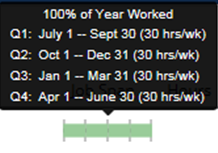 100% of Year Worked
Q1: July 1 -- Sept 30 (30 hrs/wk)
Q2: Oct 1 -- Dec 31 (30 hrs/wk)
Q3: Jan 1 -- Mar 31 (30 hrs/wk)
Q4: Apr 1 -- June 30 (30 hrs/wk)